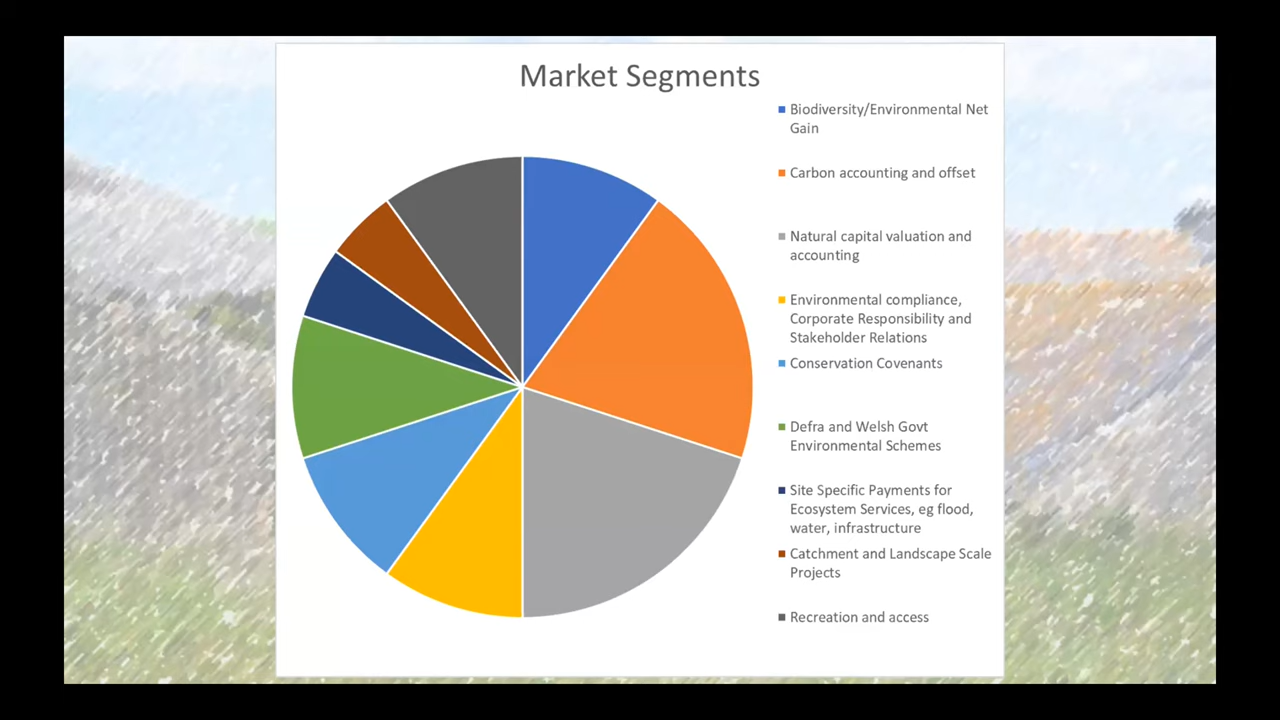 Market Segments
Biodiversity/Environmental Net
Gain
Carbon accounting and offset
Natural capital valuation and
accounting
Environmental compliance,
Corporate Responsibility and
Stakeholder Relations
Conservation Covenants
Defra and Welsh Govt
Environmental Schemes
Site Specific Payments for
Ecosystem Services, eg flood,
water, infrastructure
Catchment and Landscape Scale
Projects
Recreation and access